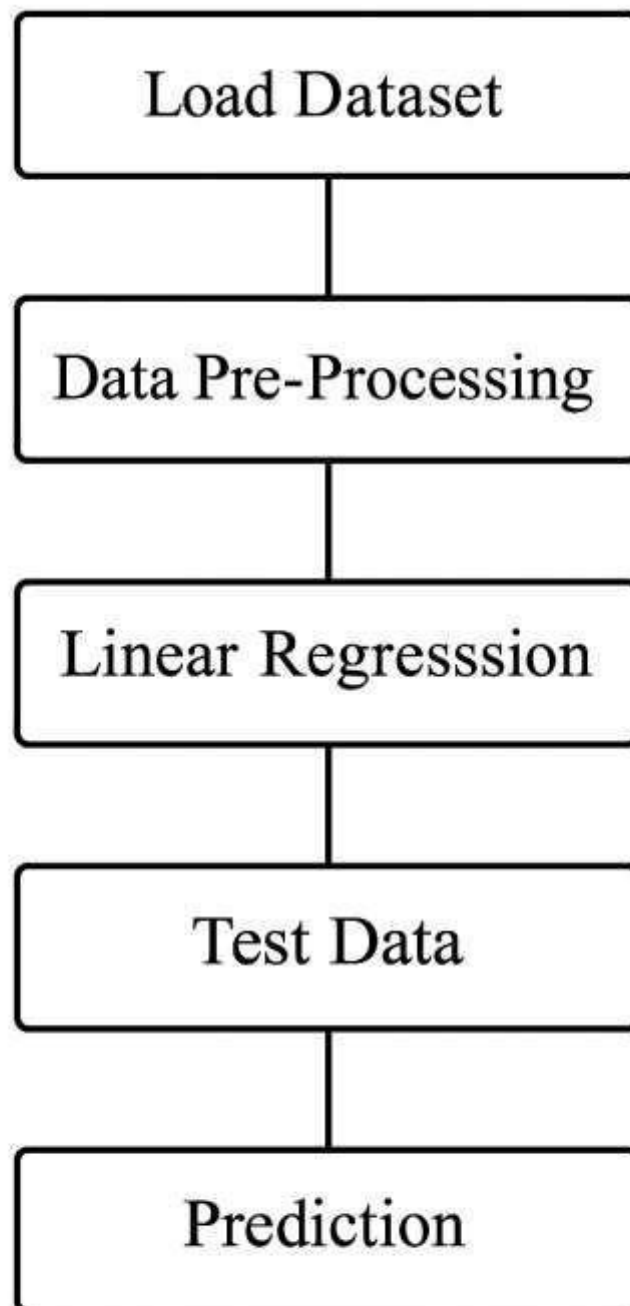 Load Dataset
Data Pre-Processing
Linear Regresssion
Test Data
Prediction